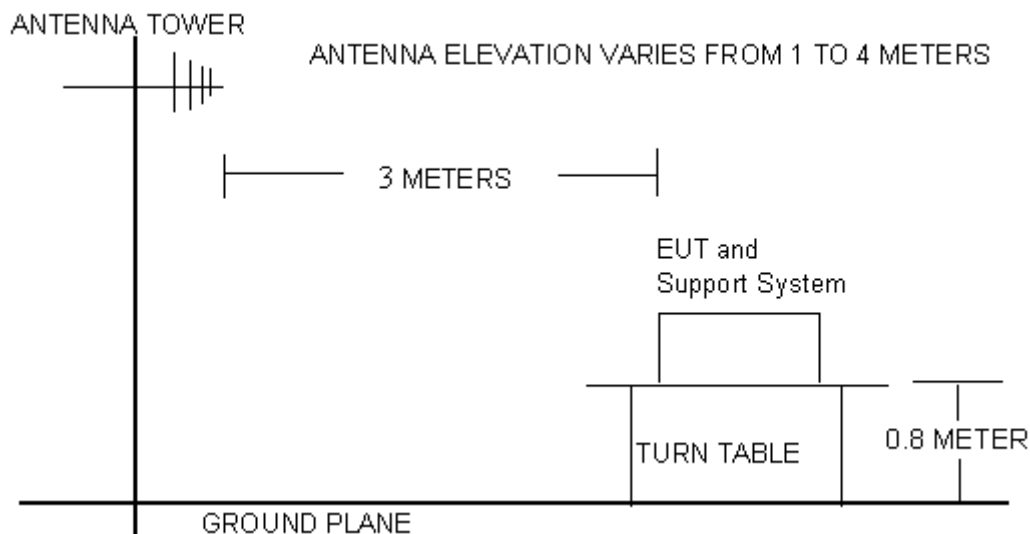 ANTENNA TOWER
ANTENNA ELEVATION VARIES FROM 1 TO 4 METERS
3 METERS
EUT and
Support System
TURN TABLE
0.8 METER
GROUND PLANE